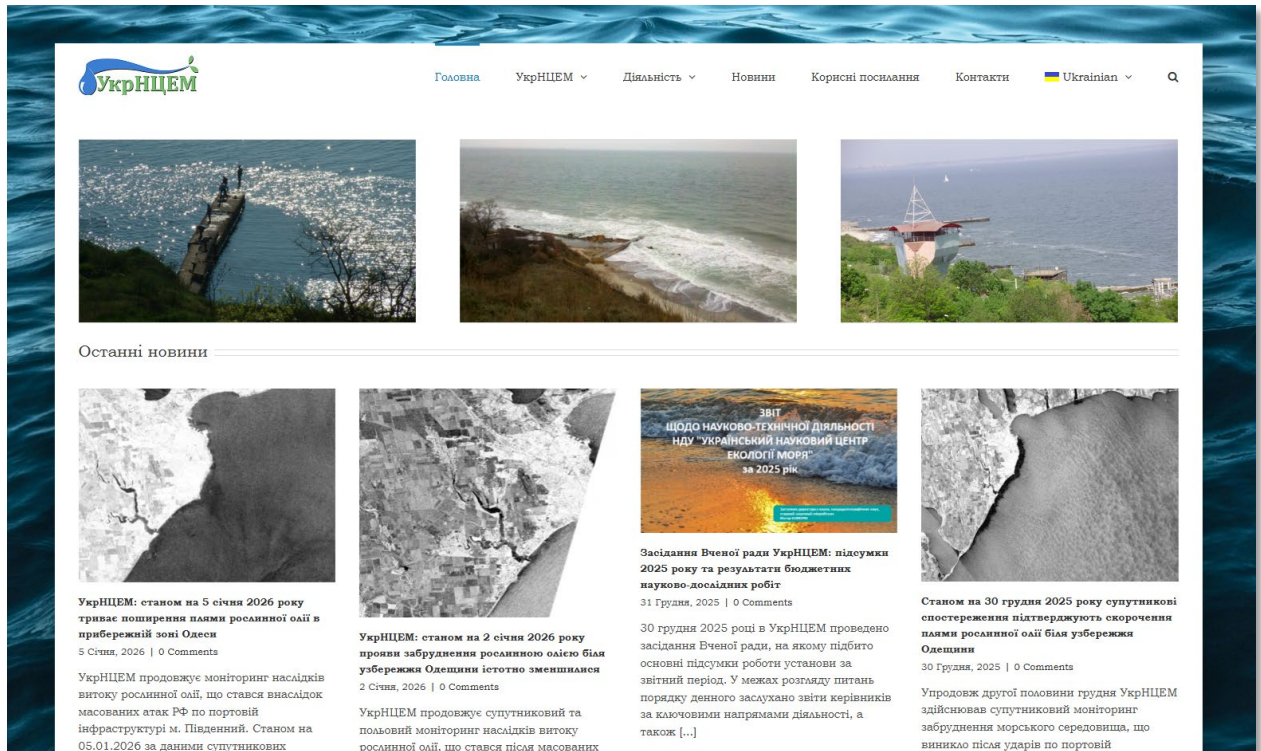 УкрНЦЕМ
Головна
УкрНЦЕМ
Діяльність
Новини
Корисні посилання
Контакти
Ukrainian
Останні новини
УкрНЦЕМ: станом на 5 січня 2026 року
триває поширення плями рослинної олії в
прибережній зоні Одеси
5 Січня, 2026 | 0 Comments
УкрНЦЕМ продовжує моніторинг наслідків
витоку рослинної олії, що стався внаслідок
масованих атак РФ по портовій
інфраструктурі м. Південний. Станом на
05.01.2026 за даними супутникових
УкрНЦЕМ: станом на 2 січня 2026 року
прояви забруднення рослинною олією біля
узбережжя Одещини істотно зменшилися
2 Січня, 2026 | 0 Comments
УкрНЦЕМ продовжує супутниковий та
польовий моніторинг наслідків витоку
рослинної олії, що стався після масованих
ЗВІТ
ЩОДО НАУКОВО-ТЕХНІЧНОЇ ДІЯЛЬНОСТІ
НДУ "УКРАЇНСЬКИЙ НАУКОВИЙ ЦЕНТР
ЕКОЛОГІЇ МОРЯ"
за 2025 рік
Засідання Вченої ради УкрНЦЕМ: підсумки
2025 року та результати бюджетних
науково-дослідних робіт
31 Грудня, 2025 | 0 Comments
30 грудня 2025 році в УкрНЦЕМ проведено
засідання Вченої ради, на якому підбито
основні підсумки роботи установи за
звітний період. У межах розгляду питань
порядку денного заслухано звіти керівників
за ключовими напрямами діяльності, а
також [...]
Станом на 30 грудня 2025 року супутникові
спостереження підтверджують скорочення
плями рослинної олії біля узбережжя
Одещини
30 Грудня, 2025 | 0 Comments
Упродовж другої половини грудня УкрНЦЕМ
здійснював супутниковий моніторинг
забруднення морського середовища, що
виникло після ударів по портовій